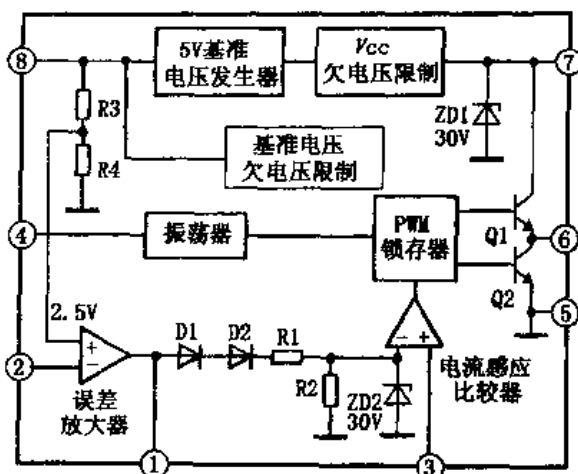 5V基准
电压发生器
VCC
欠电压限制
⑧
⑦
R3
R4
ZD1
30V
基准电压
欠电压限制
④
振荡器
PWM
锁存器
Q1
⑥
Q2
⑤
2.5V
+
−
②
误差
放大器
D1
D2
R1
R2
ZD2
30V
− +
电流感应
比较器
①
③